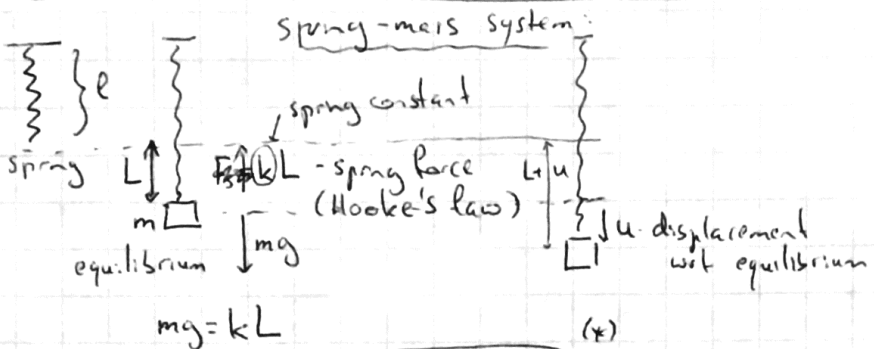 spring-mass system:
l
spring constant
spring
L
kL - spring force
(Hooke's law)
L+u
m
mg
u - displacement
wrt equilibrium
equilibrium
mg = kL
(*)